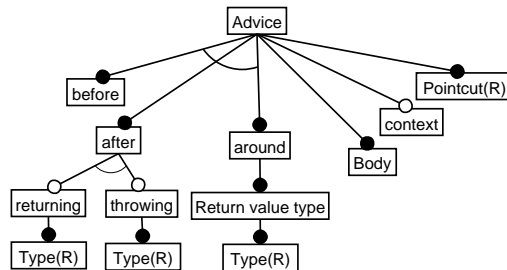 Advice
before
Pointcut(R)
context
after
around
Body
returning
throwing
Return value type
Type(R)
Type(R)
Type(R)